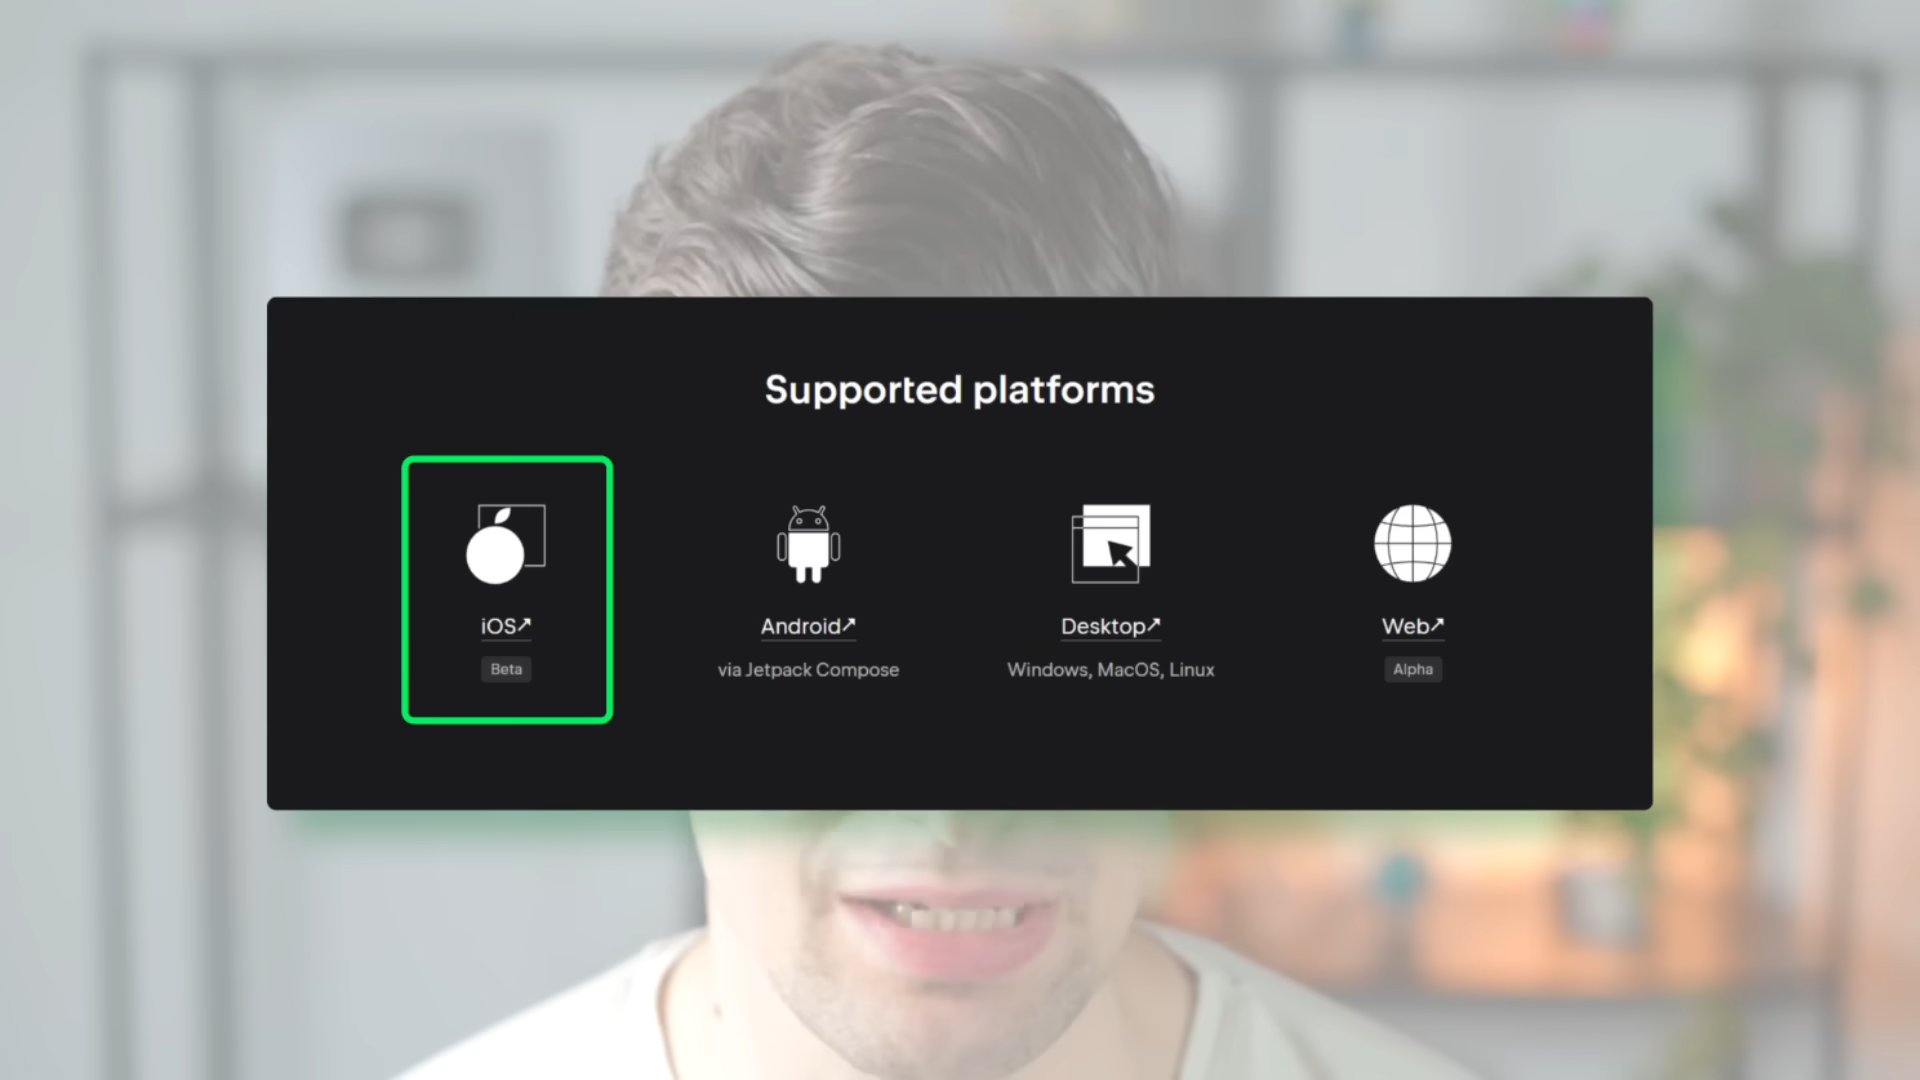 Supported platforms
iOS↗
Android↗
Desktop↗
Web↗
Beta
via Jetpack Compose
Windows, MacOS, Linux
Alpha